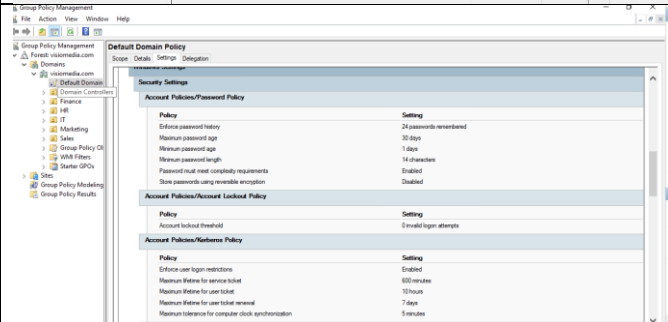 Group Policy Management
File Action View Window Help
Group Policy Management
Forest: visiomedia.com
Domains
visiomedia.com
Default Domain
Domain Controllers
Finance
HR
IT
Marketing
Sales
Group Policy Ol
WMI Filters
Starter GPOs
Sites
Group Policy Modeling
Group Policy Results
Default Domain Policy
Scope Details Settings Delegation
Security Settings
Account Policies/Password Policy
Policy Setting
Enforce password history 24 passwords remembered
Maximum password age 30 days
Minimum password age 1 days
Minimum password length 14 characters
Password must meet complexity requirements Enabled
Store passwords using reversible encryption Disabled
Account Policies/Account Lockout Policy
Policy Setting
Account lockout threshold 0 invalid logon attempts
Account Policies/Kerberos Policy
Policy Setting
Enforce user logon restrictions Enabled
Maximum lifetime for service ticket 600 minutes
Maximum lifetime for user ticket 10 hours
Maximum lifetime for user ticket renewal 7 days
Maximum tolerance for computer clock synchronization 5 minutes